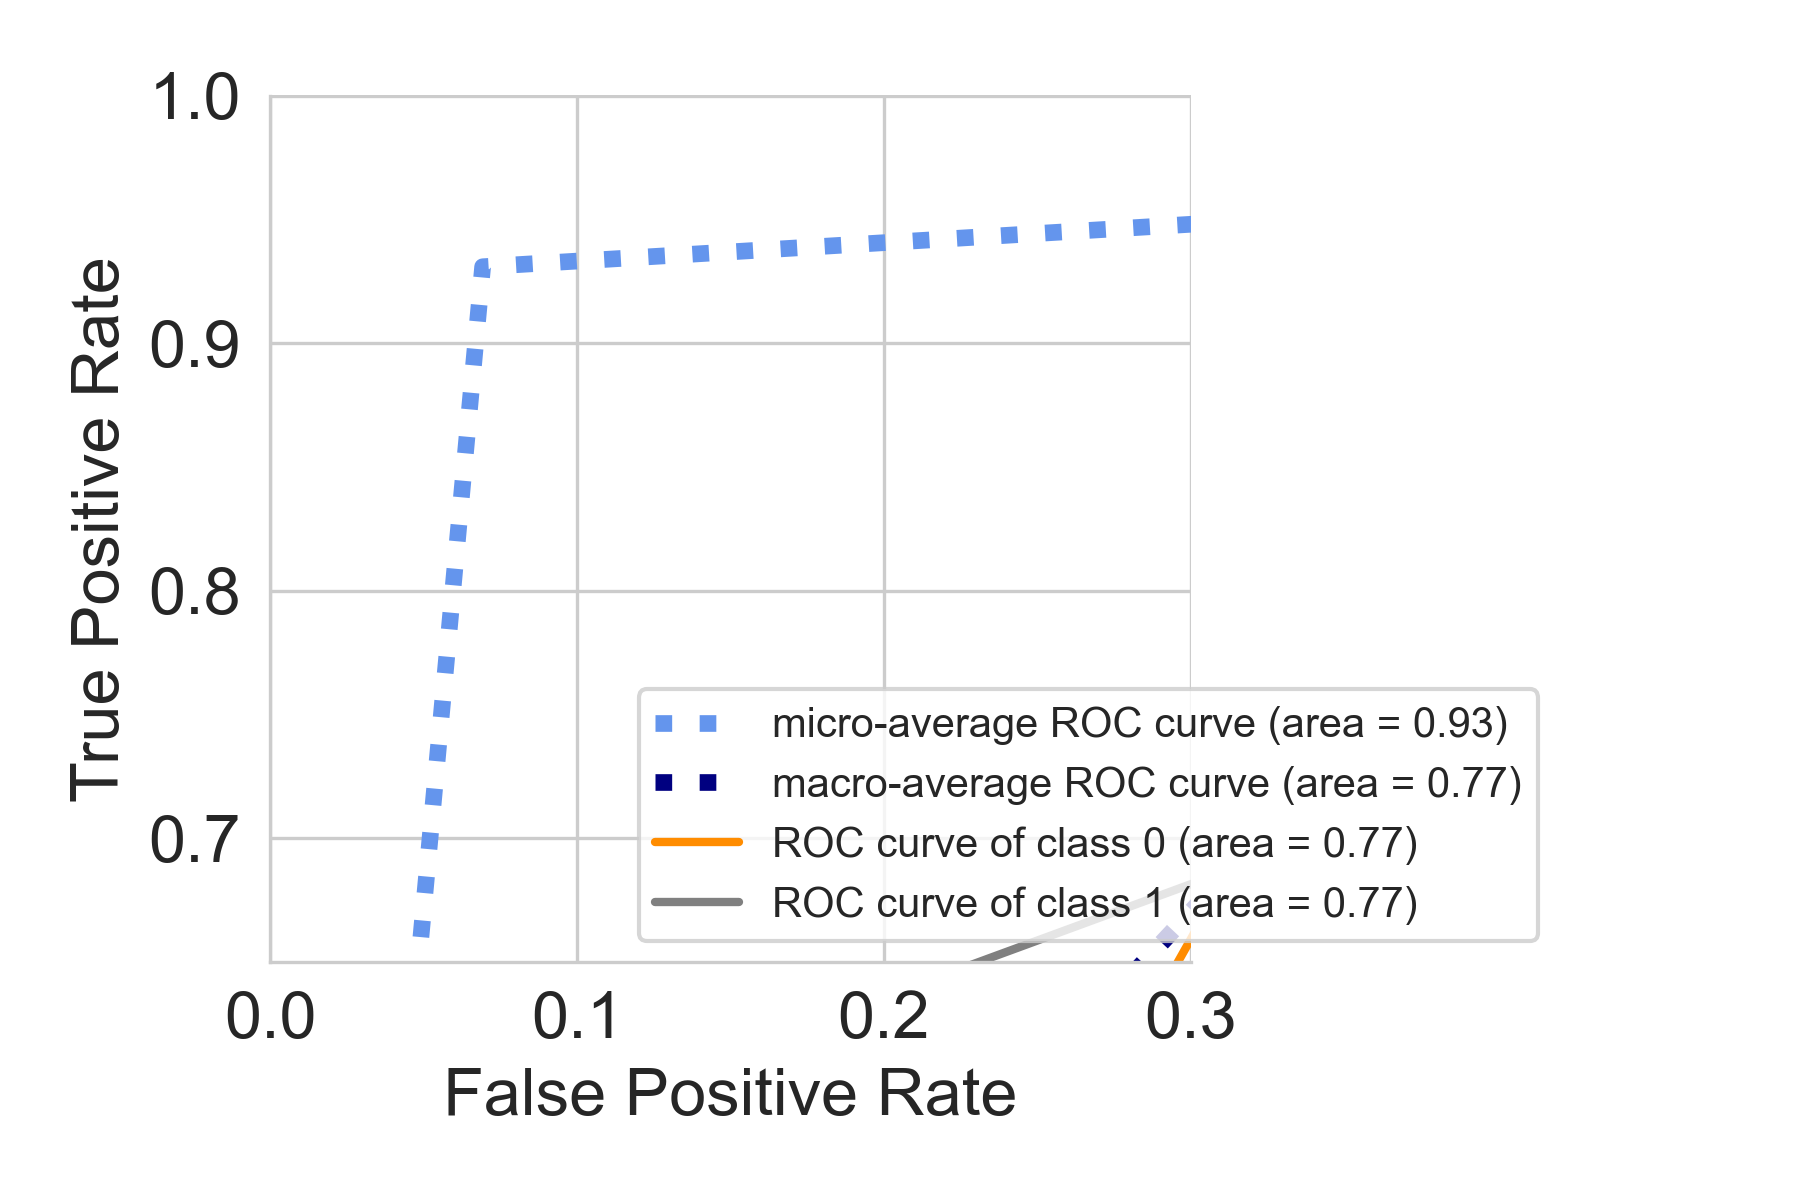 1.0
0.9
0.8
0.7
True Positive Rate
micro-average ROC curve (area = 0.93)
macro-average ROC curve (area = 0.77)
ROC curve of class 0 (area = 0.77)
ROC curve of class 1 (area = 0.77)
0.0 0.1 0.2 0.3
False Positive Rate